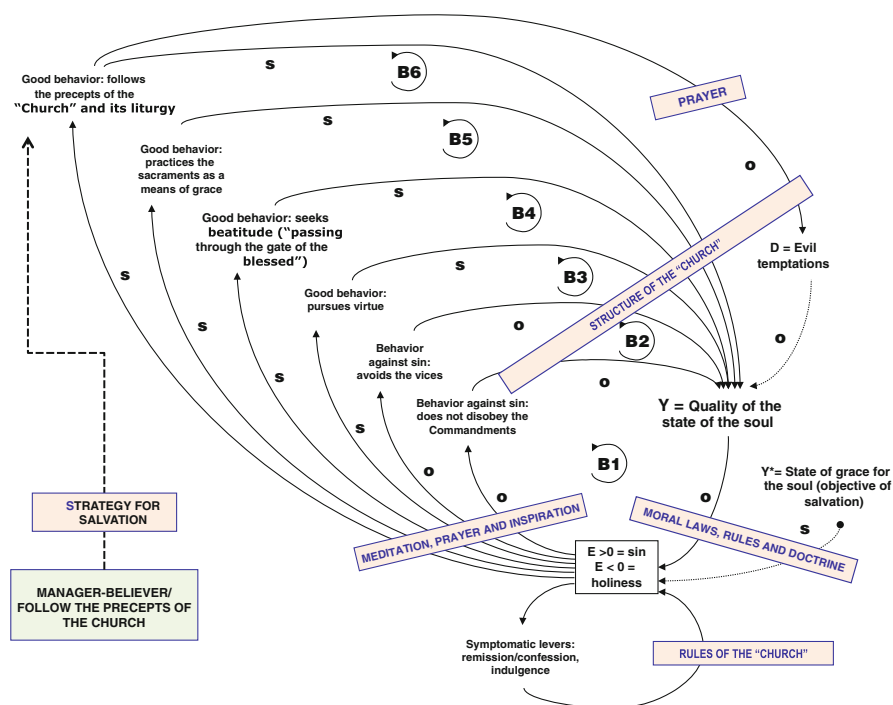 s
B6
Good behavior: follows
the precepts of the
"Church" and its liturgy
PRAYER
s
B5
Good behavior:
practices the
sacraments as a
means of grace
o
s
B4
Good behavior: seeks
beatitude ("passing
through the gate of the
blessed")
STRUCTURE OF THE "CHURCH"
D = Evil
temptations
s
B3
s
Good behavior:
pursues virtue
o
B2
s
Behavior
against sin:
avoids the vices
o
o
s
Behavior against sin:
does not disobey the
Commandments
Y = Quality of the
state of the soul
s
B1
o
o
o
Y*= State of grace for
the soul (objective of
salvation)
s
STRATEGY FOR
SALVATION
MEDITATION, PRAYER AND INSPIRATION
MORAL LAWS, RULES AND DOCTRINE
E >0 = sin
E < 0 =
holiness
MANAGER-BELIEVER/
FOLLOW THE PRECEPTS OF
THE CHURCH
Symptomatic levers:
remission/confession,
indulgence
RULES OF THE "CHURCH"